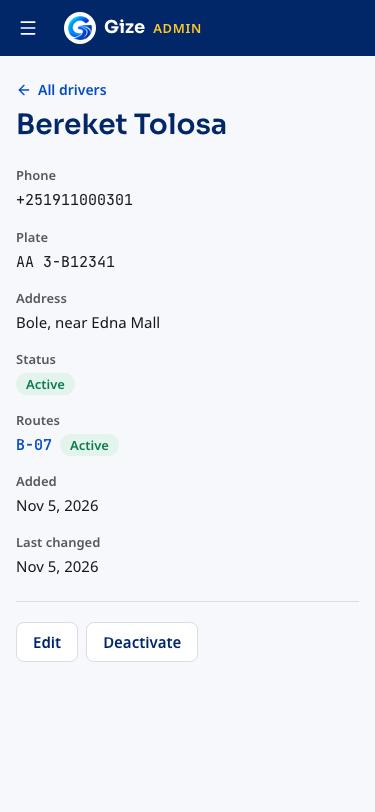 Gize ADMIN
← All drivers
Bereket Tolosa
Phone
+251911000301
Plate
AA 3-B12341
Address
Bole, near Edna Mall
Status
Active
Routes
B-07 Active
Added
Nov 5, 2026
Last changed
Nov 5, 2026
Edit Deactivate